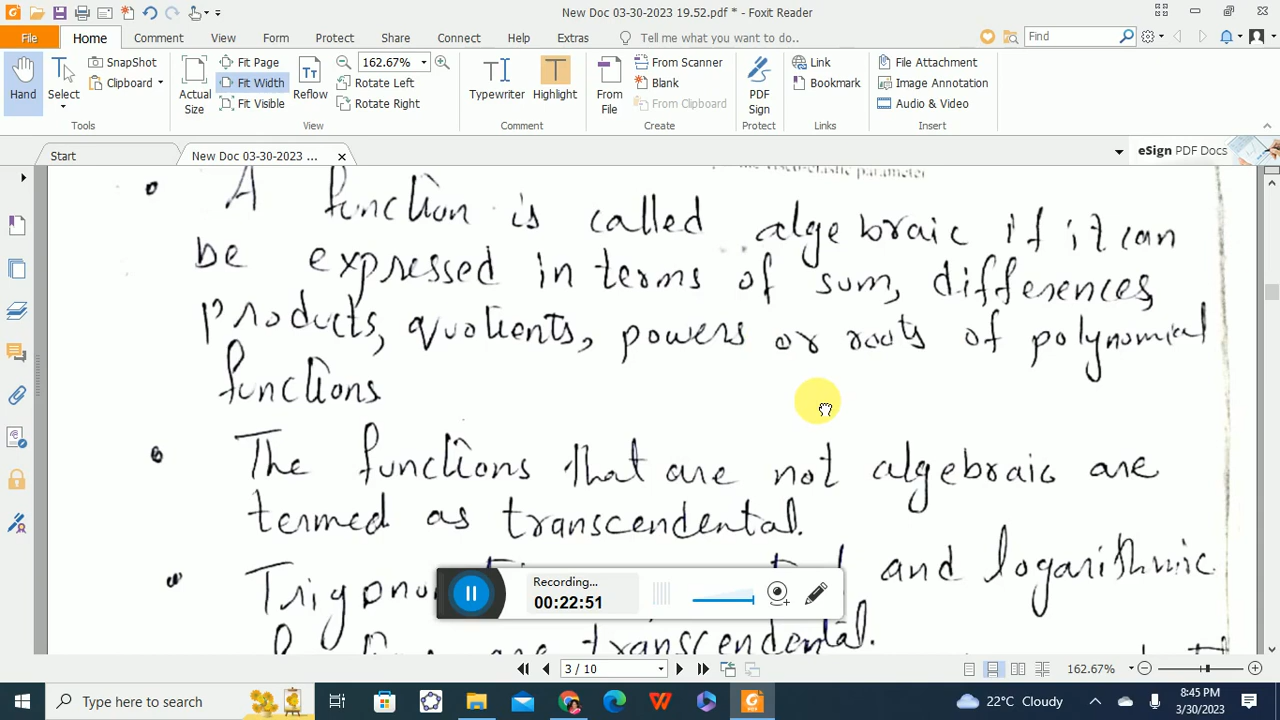 New Doc 03-30-2023 19.52.pdf * - Foxit Reader
File Home Comment View Form Protect Share Connect Help Extras Tell me what you want to do.. Find
Hand Select SnapShot Clipboard Actual Size Fit Page Fit Width Fit Visible Reflow 162.67% Rotate Left Rotate Right Typewriter Highlight From File From Scanner Blank From Clipboard PDF Sign Link Bookmark File Attachment Image Annotation Audio & Video
Tools View Comment Create Protect Links Insert
Start New Doc 03-30-2023 ... eSign PDF Docs
visco-elastic parameter
A function is called algebraic if it can
be expressed in terms of sum, differences,
products, quotients, powers or roots of polynomial
functions
The functions that are not algebraic are
termed as transcendental.
and logarithmic
are transcendental.
Recording...
00:22:51
3 / 10 162.67%
Type here to search 22°C Cloudy 8:45 PM
3/30/2023